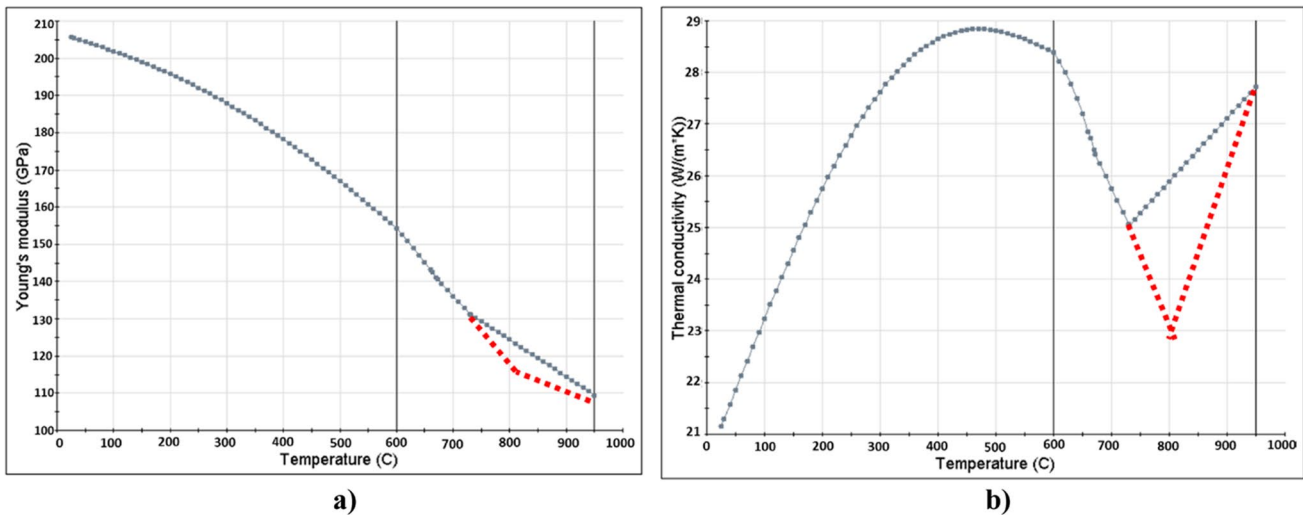 210
200
190
180
170
160
150
140
130
120
110
100
Young's modulus (GPa)
0 100 200 300 400 500 600 700 800 900 1000
Temperature (C)
a)
29
28
27
26
25
24
23
22
21
Thermal conductivity (W/(m*K))
0 100 200 300 400 500 600 700 800 900 1000
Temperature (C)
b)